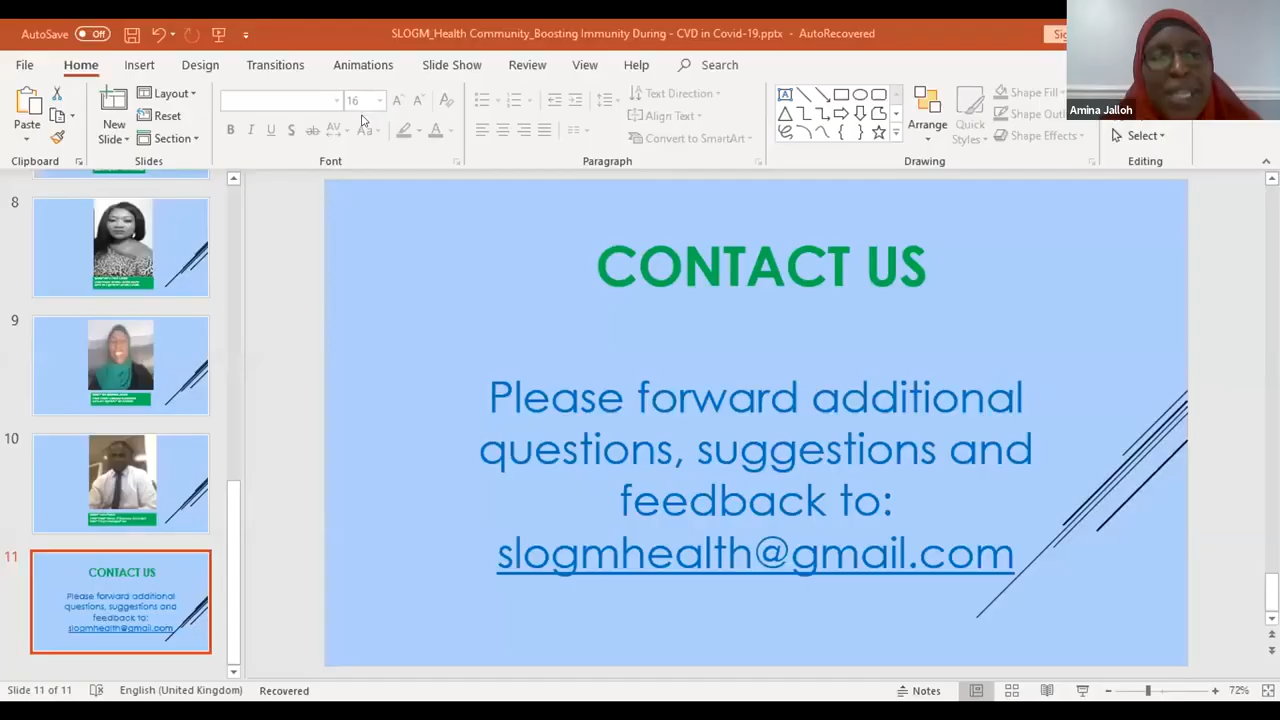 AutoSave Off
SLOGM_Health Community_Boosting Immunity During - CVD in Covid-19.pptx - AutoRecovered
Amina Jalloh
File Home Insert Design Transitions Animations Slide Show Review View Help Search
Paste
New
Slide
Layout
Reset
Section
16
B I U S ab AV Aa A
Text Direction
Align Text
Convert to SmartArt
Arrange
Quick
Styles
Shape Fill
Shape Effects
Select
Clipboard Slides Font Paragraph Drawing Editing
8
9
10
11
CONTACT US
Please forward additional
questions, suggestions and
feedback to:
slogmhealth@gmail.com
CONTACT US
Please forward additional
questions, suggestions and
feedback to:
slogmhealth@gmail.com
Slide 11 of 11 English (United Kingdom) Recovered Notes 72%